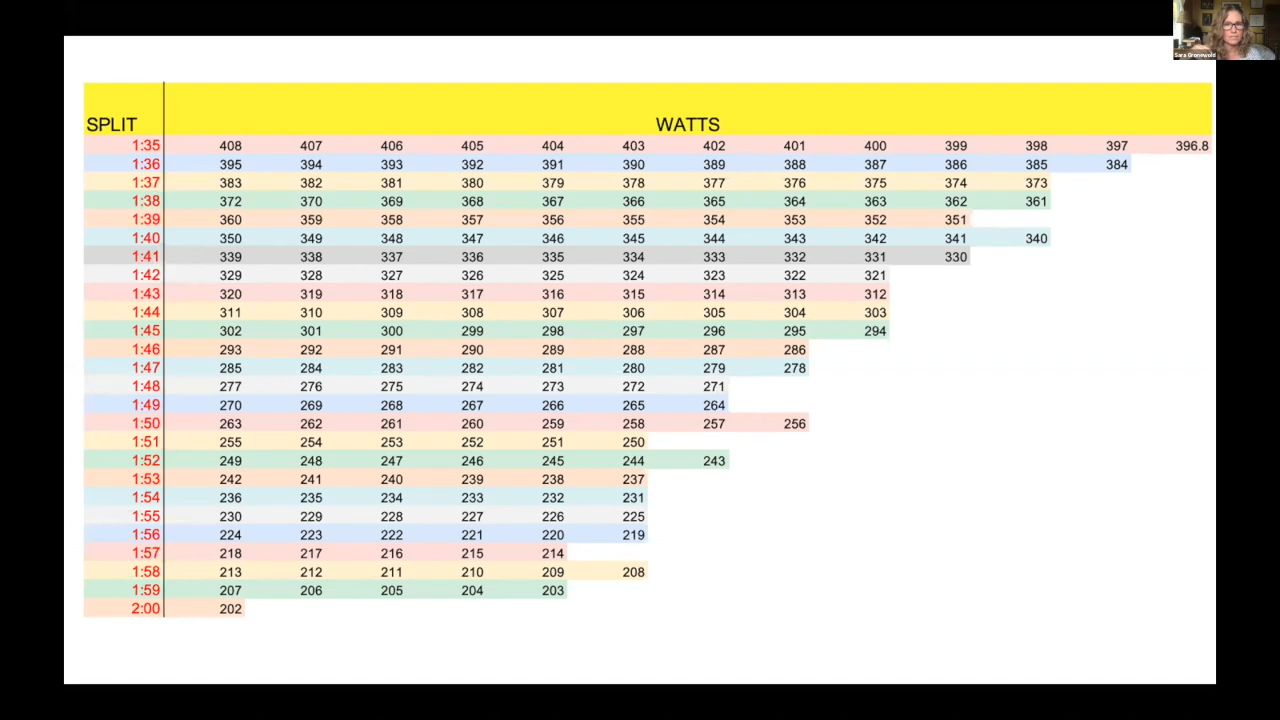 Sara Gronewold
SPLIT WATTS
1:35 408 407 406 405 404 403 402 401 400 399 398 397 396.8
1:36 395 394 393 392 391 390 389 388 387 386 385 384
1:37 383 382 381 380 379 378 377 376 375 374 373
1:38 372 370 369 368 367 366 365 364 363 362 361
1:39 360 359 358 357 356 355 354 353 352 351
1:40 350 349 348 347 346 345 344 343 342 341 340
1:41 339 338 337 336 335 334 333 332 331 330
1:42 329 328 327 326 325 324 323 322 321
1:43 320 319 318 317 316 315 314 313 312
1:44 311 310 309 308 307 306 305 304 303
1:45 302 301 300 299 298 297 296 295 294
1:46 293 292 291 290 289 288 287 286
1:47 285 284 283 282 281 280 279 278
1:48 277 276 275 274 273 272 271
1:49 270 269 268 267 266 265 264
1:50 263 262 261 260 259 258 257 256
1:51 255 254 253 252 251 250
1:52 249 248 247 246 245 244 243
1:53 242 241 240 239 238 237
1:54 236 235 234 233 232 231
1:55 230 229 228 227 226 225
1:56 224 223 222 221 220 219
1:57 218 217 216 215 214
1:58 213 212 211 210 209 208
1:59 207 206 205 204 203
2:00 202